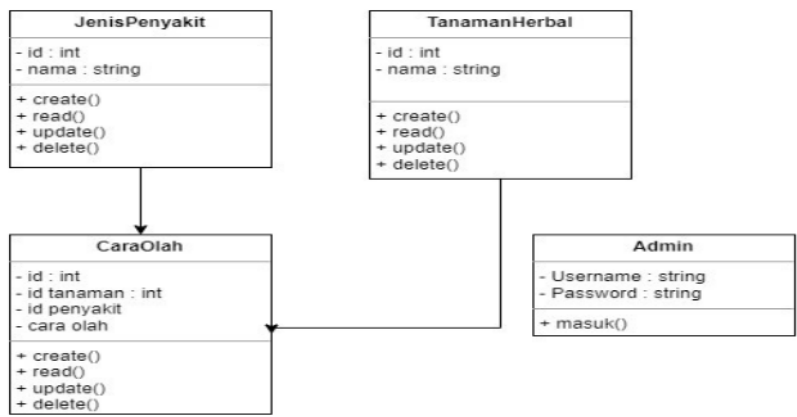 JenisPenyakit
- id : int
- nama : string
+ create()
+ read()
+ update()
+ delete()
TanamanHerbal
- id : int
- nama : string
+ create()
+ read()
+ update()
+ delete()
CaraOlah
- id : int
- id tanaman : int
- id penyakit
- cara olah
+ create()
+ read()
+ update()
+ delete()
Admin
- Username : string
- Password : string
+ masuk()